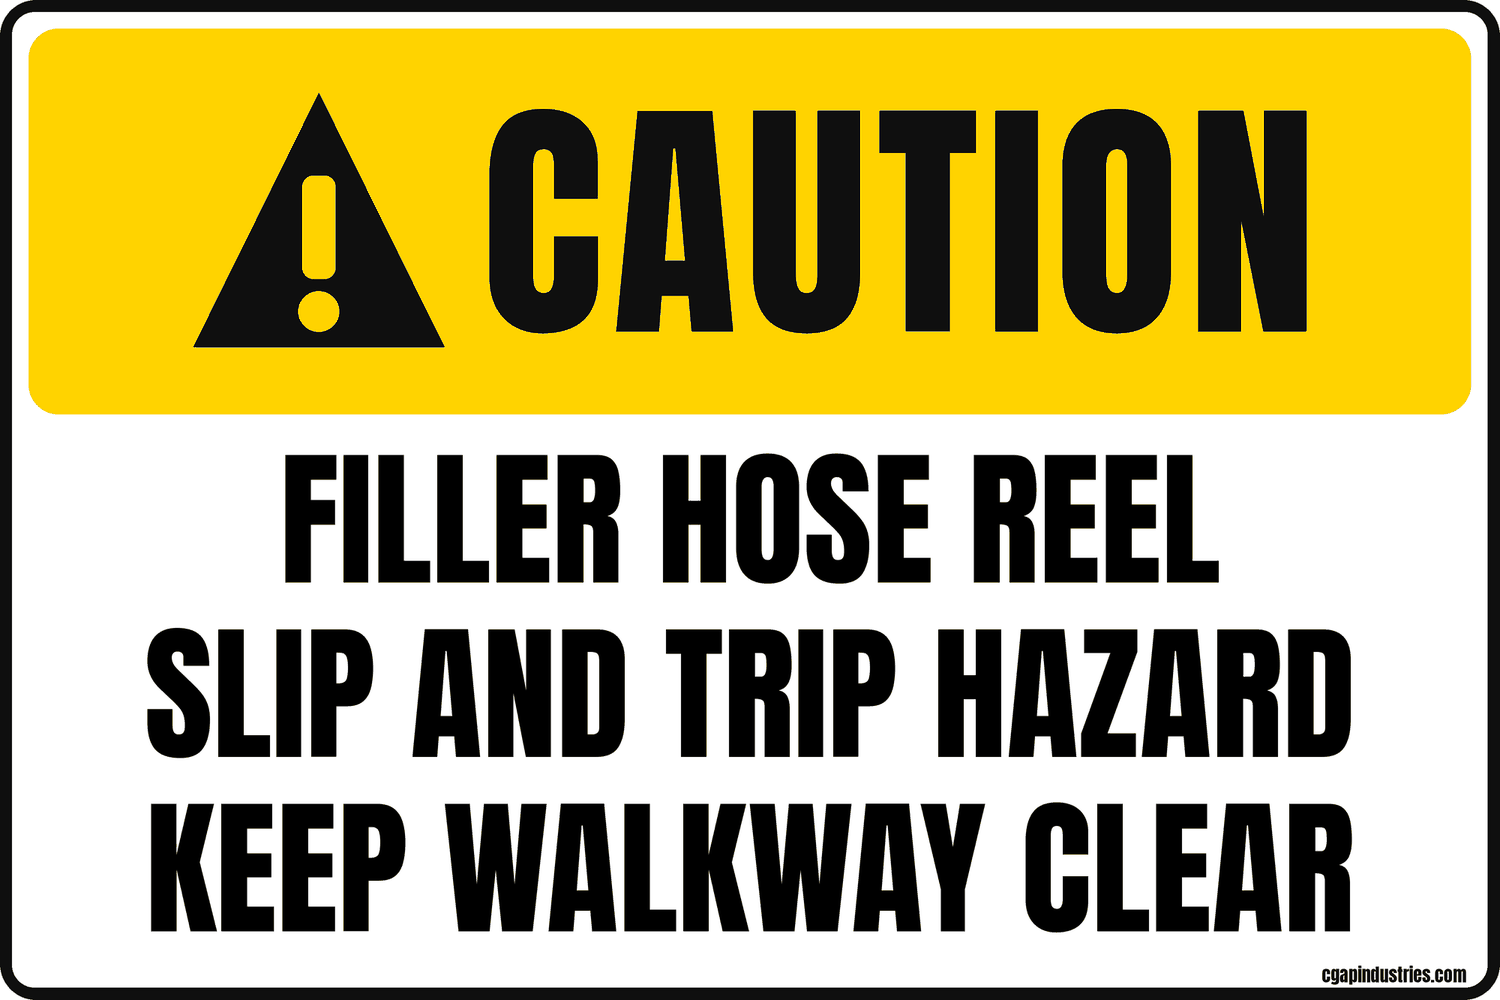 CAUTION
FILLER HOSE REEL
SLIP AND TRIP HAZARD
KEEP WALKWAY CLEAR
cgapindustries.com